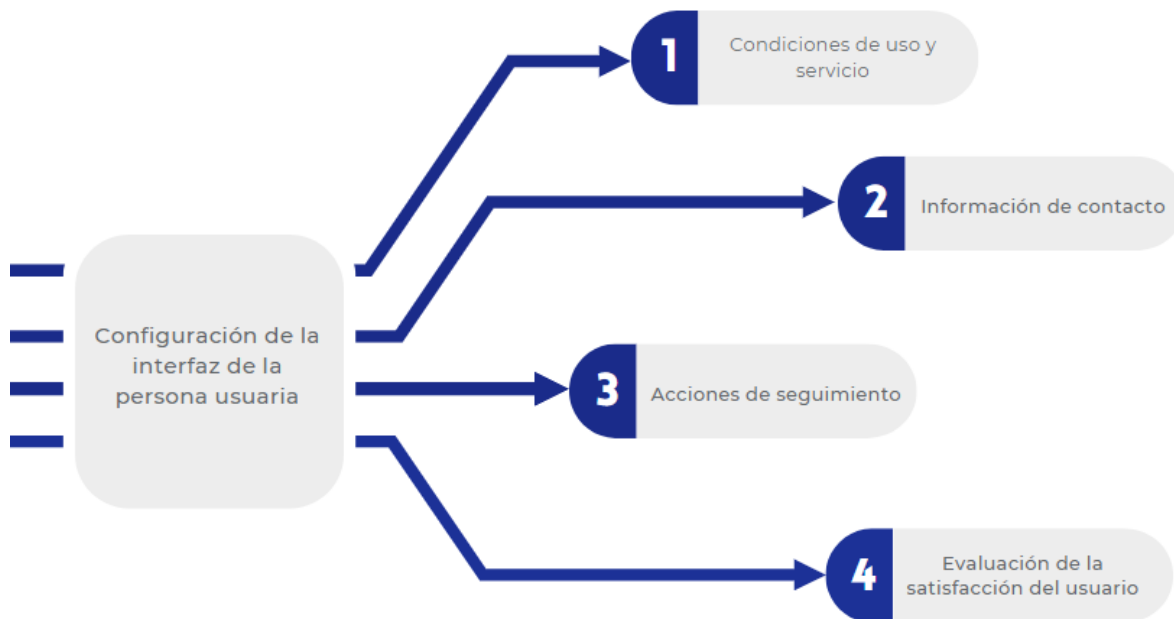 1
Condiciones de uso y
servicio
2
Información de contacto
Configuración de la
interfaz de la
persona usuaria
3
Acciones de seguimiento
4
Evaluación de la
satisfacción del usuario